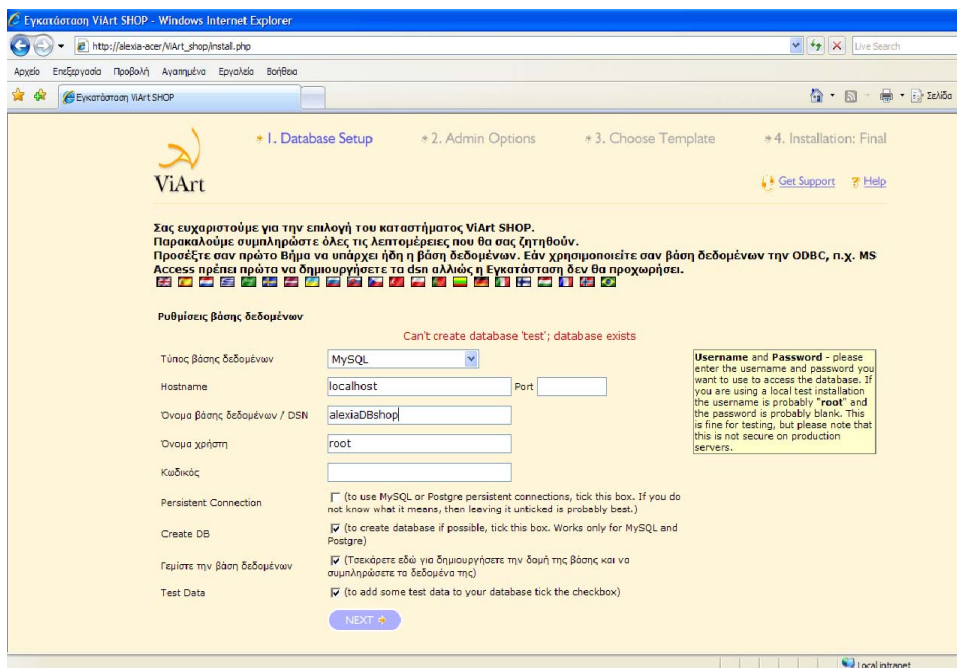 Εγκατάσταση ViArt SHOP - Windows Internet Explorer
http://alexia-acer/ViArt_shop/install.php
Live Search
Αρχείο Επεξεργασία Προβολή Αγαπημένα Εργαλεία Βοήθεια
Εγκατάσταση ViArt SHOP
Σελίδα
1. Database Setup
2. Admin Options
3. Choose Template
4. Installation: Final
ViArt
Get Support
Help
Σας ευχαριστούμε για την επιλογή του καταστήματος ViArt SHOP.
Παρακαλούμε συμπληρώστε όλες τις λεπτομέρειες που θα σας ζητηθούν.
Προσέξτε σαν πρώτο Βήμα να υπάρχει ήδη η βάση δεδομένων. Εάν χρησιμοποιείτε σαν βάση δεδομένων την ODBC, π.χ. MS
Access πρέπει πρώτα να δημιουργήσετε τα dsn αλλιώς η Εγκατάσταση δεν θα προχωρήσει.
Ρυθμίσεις βάσης δεδομένων
Can't create database 'test'; database exists
Τύπος βάσης δεδομένων MySQL
Hostname localhost Port
Όνομα βάσης δεδομένων / DSN alexiaDBshop
Όνομα χρήστη root
Κωδικός
Username and Password - please
enter the username and password you
want to use to access the database. If
you are using a local test installation
the username is probably "root" and
the password is probably blank. This
is fine for testing, but please note that
this is not secure on production
servers.
Persistent Connection (to use MySQL or Postgre persistent connections, tick this box. If you do
not know what it means, then leaving it unticked is probably best.)
Create DB (to create database if possible, tick this box. Works only for MySQL and
Postgre)
Γεμίστε την βάση δεδομένων (Τσεκάρετε εδώ για δημιουργήσετε την δομή της βάσης και να
συμπληρώσετε τα δεδομένα της)
Test Data (to add some test data to your database tick the checkbox)
NEXT
Local intranet